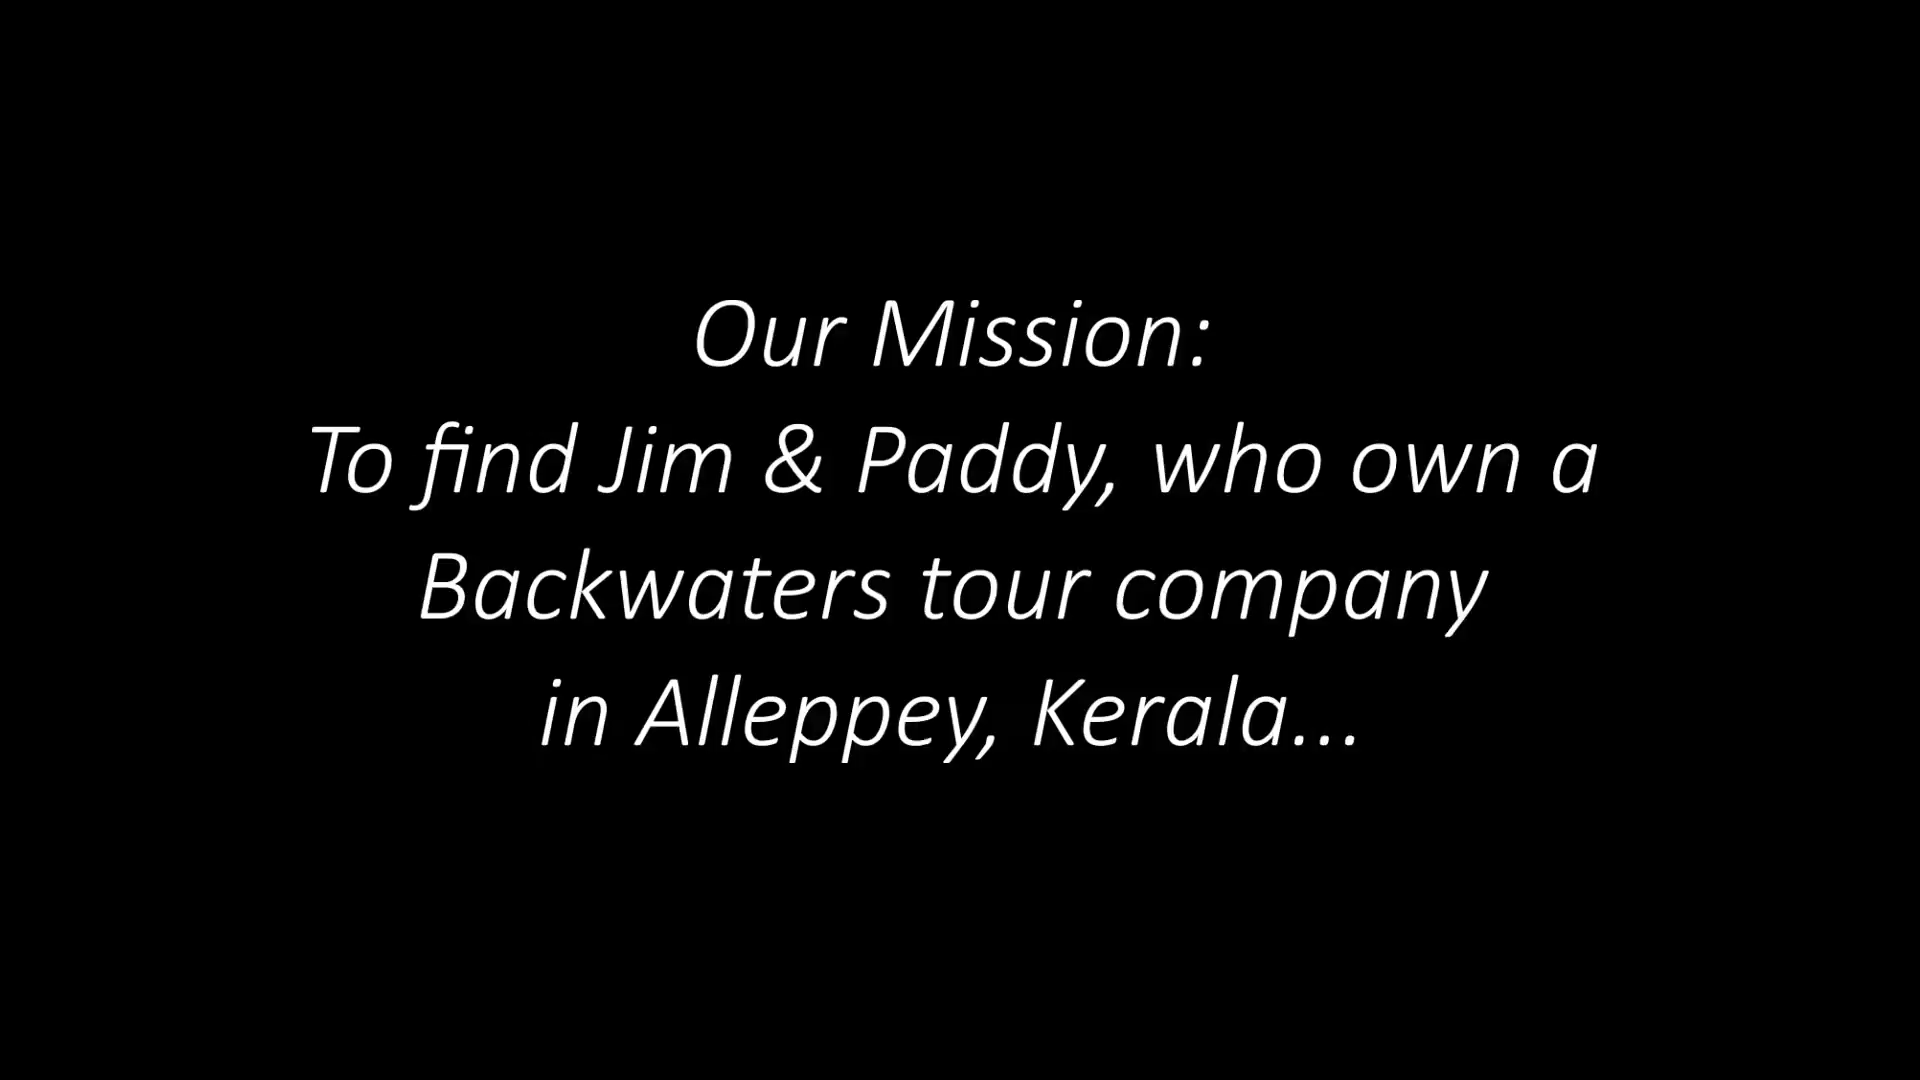 Our Mission:
To find Jim & Paddy, who own a
Backwaters tour company
in Alleppey, Kerala...